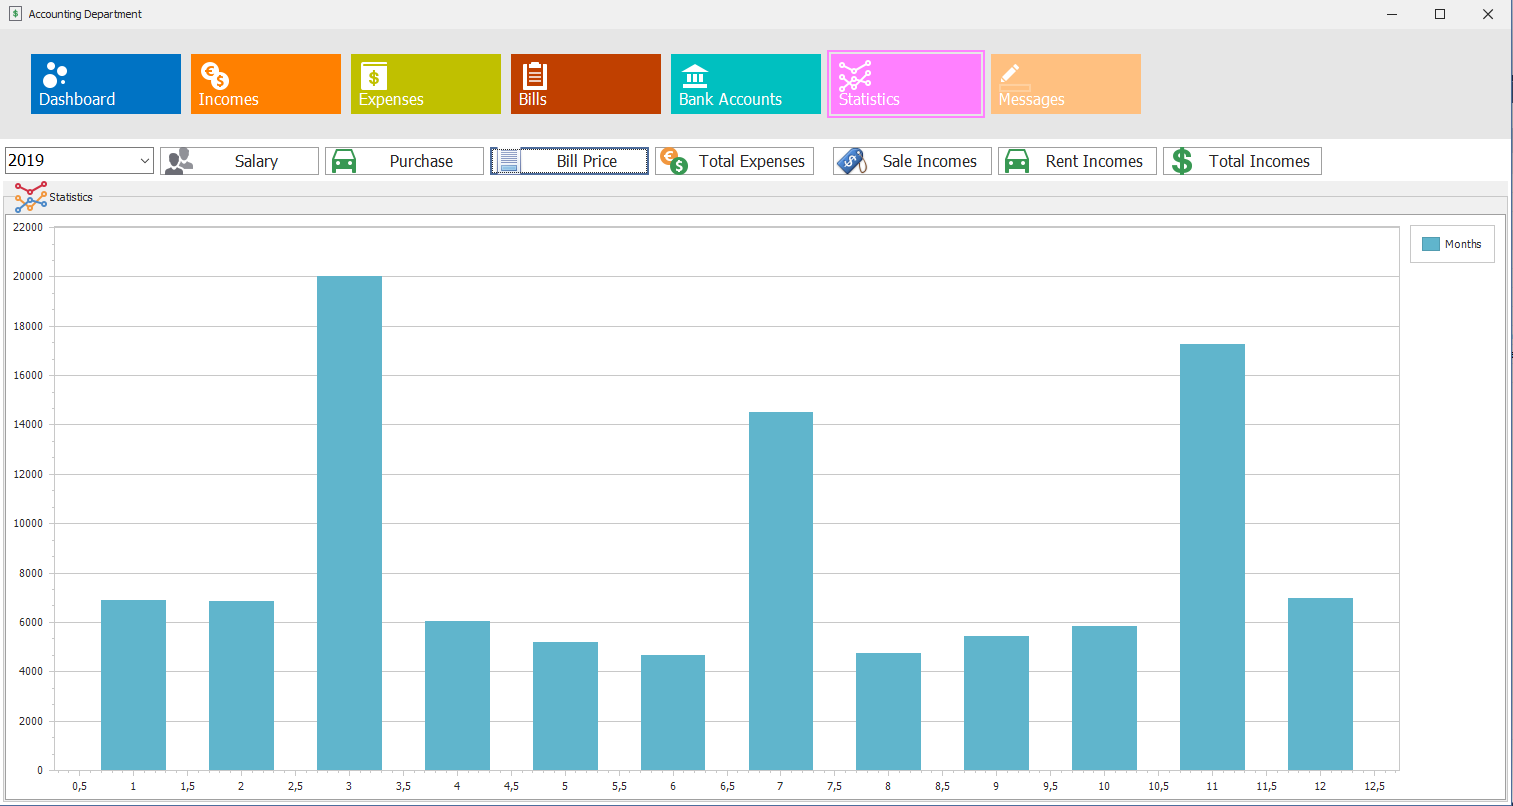 Accounting Department
Dashboard Incomes Expenses Bills Bank Accounts Statistics Messages
2019 Salary Purchase Bill Price Total Expenses Sale Incomes Rent Incomes Total Incomes
Statistics
22000
Months
20000
18000
16000
14000
12000
10000
8000
6000
4000
2000
0
0,5 1 1,5 2 2,5 3 3,5 4 4,5 5 5,5 6 6,5 7 7,5 8 8,5 9 9,5 10 10,5 11 11,5 12 12,5